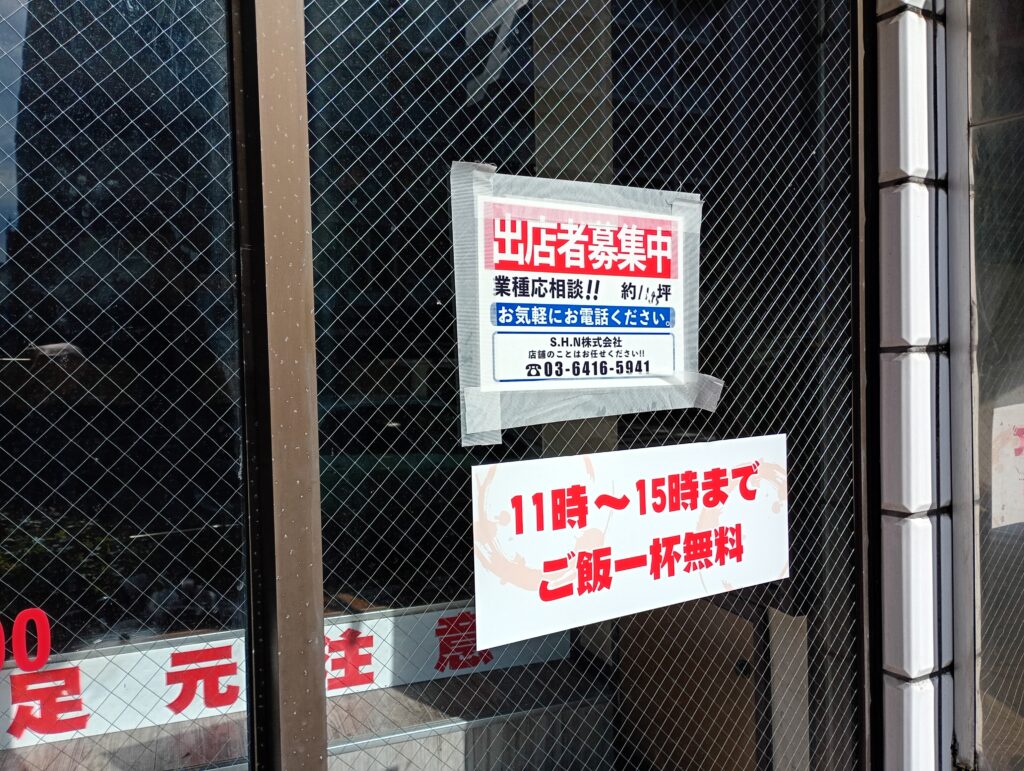 出店者募集中
業種応相談!! 約 坪
お気軽にお電話ください。
S.H.N株式会社
店舗のことはお任せください!!
☎03-6416-5941
11時～15時まで
ご飯一杯無料
00
足元注意